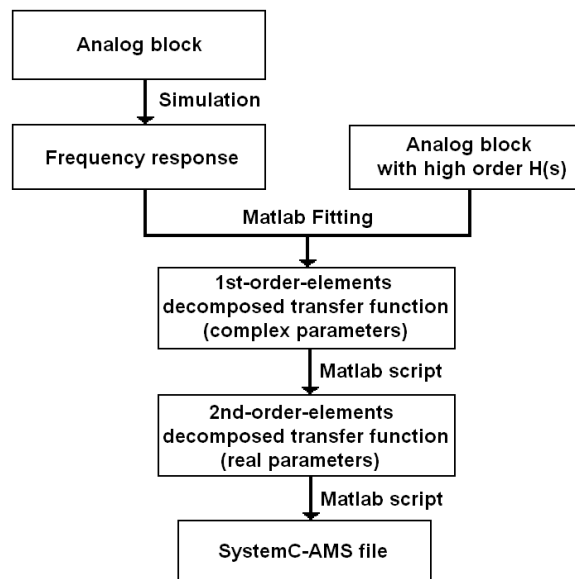 Analog block
Simulation
Frequency response
Analog block
with high order H(s)
Matlab Fitting
1st-order-elements
decomposed transfer function
(complex parameters)
Matlab script
2nd-order-elements
decomposed transfer function
(real parameters)
Matlab script
SystemC-AMS file